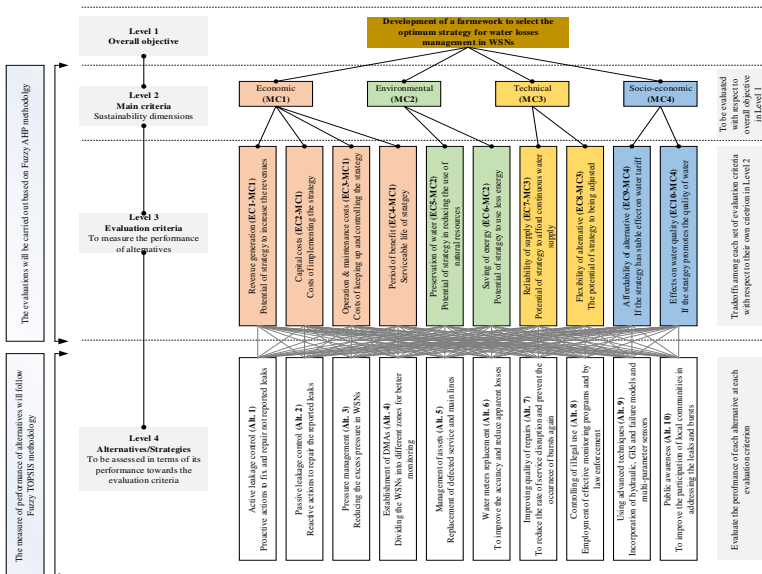 Level 1
Overall objective
Development of a farmework to select the
optimum strategy for water losses
management in WSNs
The evaluations will be carried out based on Fuzzy AHP methodolgy
Level 2
Main criteria
Sustainability dimensions
Economic
(MC1)
Environmental
(MC2)
Technical
(MC3)
Socio-economic
(MC4)
To be evaluated
with respect to
overall objective
in Level 1
Level 3
Evaluation criteria
To measure the performance
of alternatives
Revenue generation (EC1-MC1)
Potential of strategy to increase the revenues
Capital costs (EC2-MC1)
Costs of implementing the strategy
Operation & maintenance costs (EC3-MC1)
Costs of keeping up and controlling the strategy
Period of benefit (EC4-MC1)
Serviceable life of stratgey
Preservation of water (EC5-MC2)
Potential of strategy in reducing the use of
natural resources
Saving of energy (EC6-MC2)
Potential of stratgey to use less energy
Reliability of supply (EC7-MC3)
Potential of strategy to afford continuous water
supply
Flexibility of alternative (EC8-MC3)
The potential of strategy to being adjusted
Affordability of alternative (EC9-MC4)
If the strategy has stable effect on water tariff
Effects on water quality (EC10-MC4)
If the stratgey promotes the quality of water
Tradeoffs among each set of evaluation criteria
with respect to their own cirterion in Level 2
The measure of performance of alternatives will follow
Fuzzy TOPSIS methodology
Level 4
Alternatives/Strategies
To be assessed in terms of its
performance towards the
evaluation criteria
Active leakage control (Alt. 1)
Proactive actions to fix and repair not reported leaks
Passive leakage control (Alt. 2)
Reactive actions to repair the reported leaks
Pressure management (Alt. 3)
Reducing the excess pressure in WSNs
Establishment of DMAs (Alt. 4)
Dividing the WSNs into different zones for better
monitoring
Management of assets (Alt. 5)
Replacement of defected service and main lines
Water meters replacement (Alt. 6)
To improve the accuracy and reduce apparent losses
Improving quality of repairs (Alt. 7)
To reduce the rate of service disruption and prevent the
occurnece of bursts again
Controlling of illegal use (Alt. 8)
Employment of effective monitoring programs and by
law enforcement
Using advanced techniques (Alt. 9)
Incorporation of hydraulic, GIS and failure models and
multi-parameter sensors
Public awareness (Alt. 10)
To improve the participation of local communities in
addressing the leaks and bursts
Evaluate the perofmance of each alternative at each
evaluation criterion